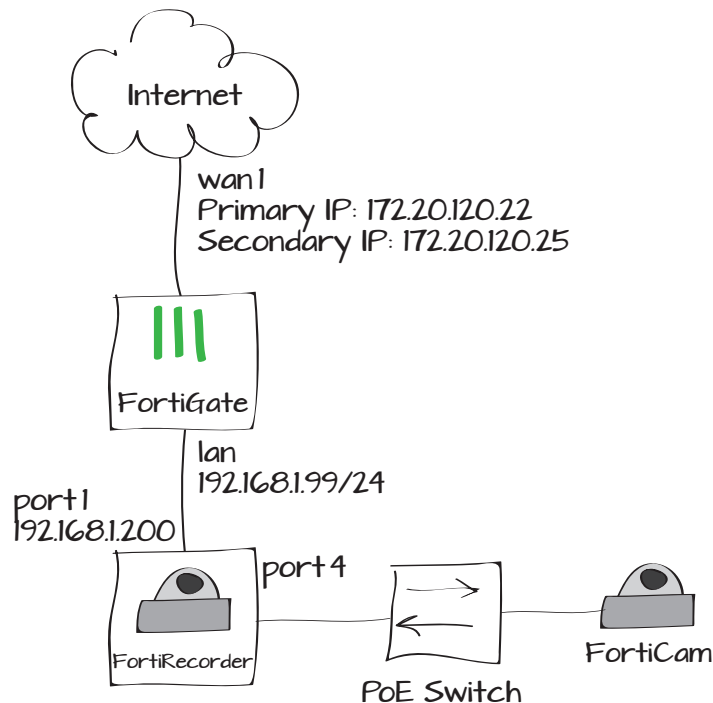 Internet
wan1
Primary IP: 172.20.120.22
Secondary IP: 172.20.120.25
FortiGate
lan
192.168.1.99/24
port1
192.168.1.200
port4
FortiRecorder
FortiCam
PoE Switch